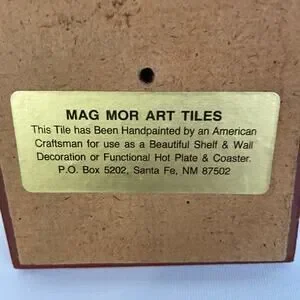 MAG MOR ART TILES
This Tile has Been Handpainted by an American
Craftsman for use as a Beautiful Shelf & Wall
Decoration or Functional Hot Plate & Coaster.
P.O. Box 5202, Santa Fe, NM 87502